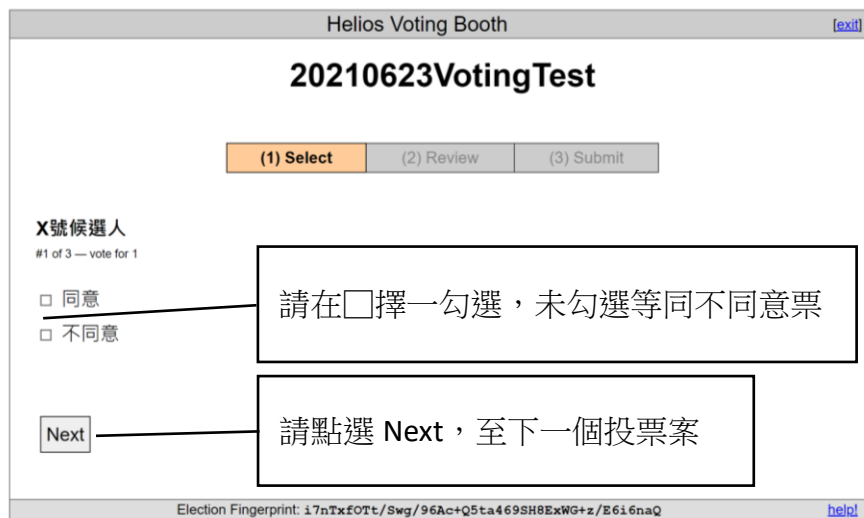 Helios Voting Booth
[exit]
20210623VotingTest
(1) Select
(2) Review
(3) Submit
X號候選人
#1 of 3 — vote for 1
□ 同意
□ 不同意
請在□擇一勾選，未勾選等同不同意票
Next
請點選 Next，至下一個投票案
Election Fingerprint: i7nTxfOTt/Swg/96Ac+Q5ta469SH8ExWG+z/E6i6naQ
help!